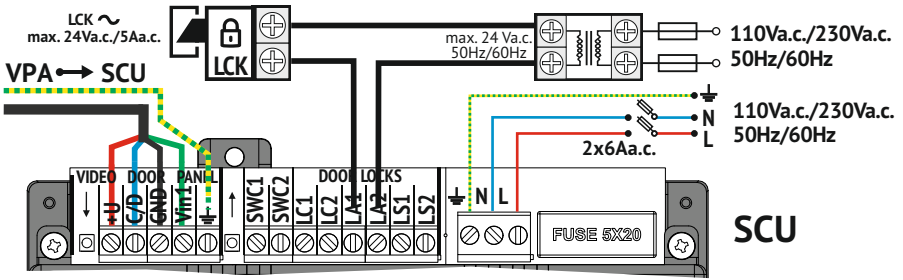 LCK ∼
max. 24Va.c./5Aa.c.
LCK
max. 24 Va.c.
50Hz/60Hz
110Va.c./230Va.c.
50Hz/60Hz
VPA ↔ SCU
N
L
110Va.c./230Va.c.
50Hz/60Hz
2x6Aa.c.
VIDEO DOOR PANEL
↓
+U
C/D
GND
Vin1
↑
DOOR LOCKS
SWC1
SWC2
LC1
LC2
LA1
LA2
LS1
LS2
N L
FUSE 5X20
SCU